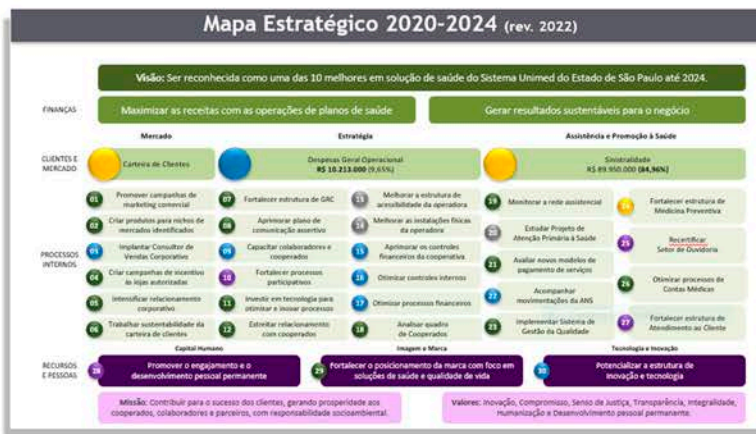 Mapa Estratégico 2020-2024 (rev. 2022)
Visão: Ser reconhecida como uma das 10 melhores em solução de saúde do Sistema Unimed do Estado de São Paulo até 2024.
FINANÇAS
Maximizar as receitas com as operações de planos de saúde
Gerar resultados sustentáveis para o negócio
Mercado
Estratégia
Assistência e Promoção à Saúde
CLIENTES E
MERCADO
Carteira de Clientes
Despesas Geral Operacional
R$ 10.213.000 (9,65%)
Sinistralidade
R$ 89.950.000 (84,96%)
PROCESSOS
INTERNOS
01 Promover campanhas de
marketing comercial
02 Criar produtos para nichos de
mercados identificados
03 Implantar Consultor de
Vendas Corporativo
04 Criar campanhas de incentivo
às lojas autorizadas
05 Intensificar relacionamento
corporativo
06 Trabalhar sustentabilidade da
carteira de clientes
07 Fortalecer estrutura de GRC
08 Aprimorar plano de
comunicação assertivo
09 Capacitar colaboradores e
cooperados
10 Fortalecer processos
participativos
11 Investir em tecnologia para
otimizar e inovar processos
12 Estreitar relacionamento
com cooperados
13 Melhorar a estrutura de
acessibilidade da operadora
14 Melhorar as instalações físicas
da operadora
15 Aprimorar os controles
financeiros da cooperativa
16 Otimizar controles internos
17 Otimizar processos financeiros
18 Analisar quadro
de Cooperados
19 Monitorar a rede assistencial
20 Estudar Projeto de
Atenção Primária à Saúde
21 Avaliar novos modelos de
pagamento de serviços
22 Acompanhar
movimentações da ANS
23 Implementar Sistema de
Gestão da Qualidade
24 Fortalecer estrutura de
Medicina Preventiva
25 Recertificar
Setor de Ouvidoria
26 Otimizar processos de
Contas Médicas
27 Fortalecer estrutura de
Atendimento ao Cliente
Capital Humano
Imagem e Marca
Tecnologia e Inovação
RECURSOS
E PESSOAS
28 Promover o engajamento e o
desenvolvimento pessoal permanente
29 Fortalecer o posicionamento da marca com foco em
soluções de saúde e qualidade de vida
30 Potencializar a estrutura de
inovação e tecnologia
Missão: Contribuir para o sucesso dos clientes, gerando prosperidade aos
cooperados, colaboradores e parceiros, com responsabilidade socioambiental.
Valores: Inovação, Compromisso, Senso de Justiça, Transparência, Integralidade,
Humanização e Desenvolvimento pessoal permanente.